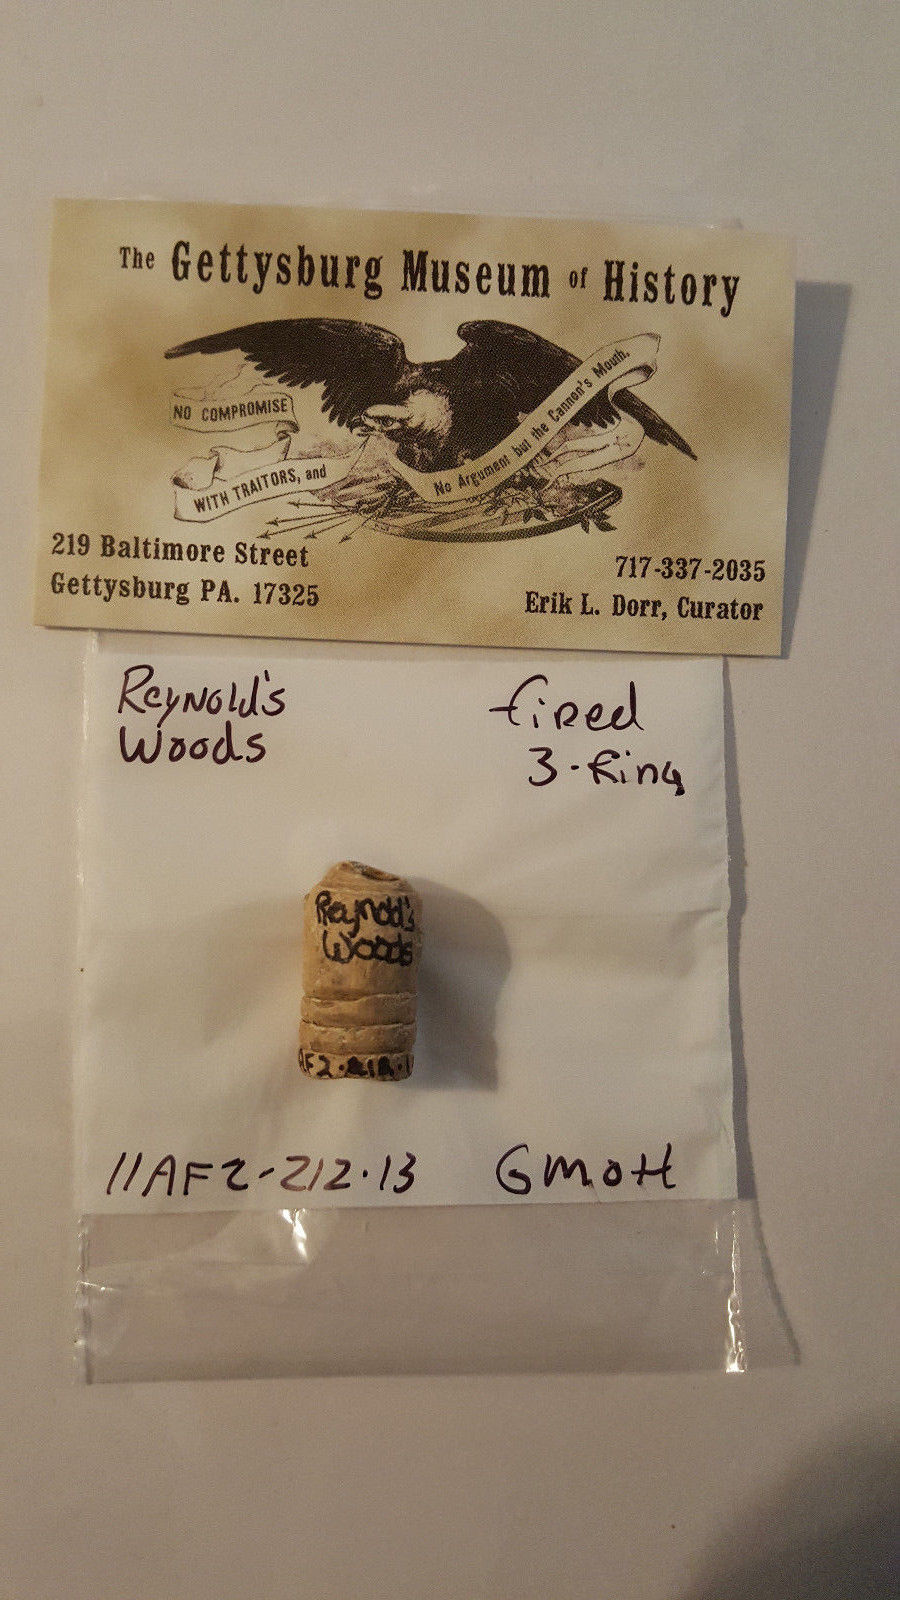 The Gettysburg Museum of History
NO COMPROMISE
WITH TRAITORS, and
No Argument but the Cannon's Mouth.
219 Baltimore Street
Gettysburg PA. 17325
717-337-2035
Erik L. Dorr, Curator
Reynold's
Woods
fired
3-Ring
Reynold's
Woods
11AF2-212.13
GMOH